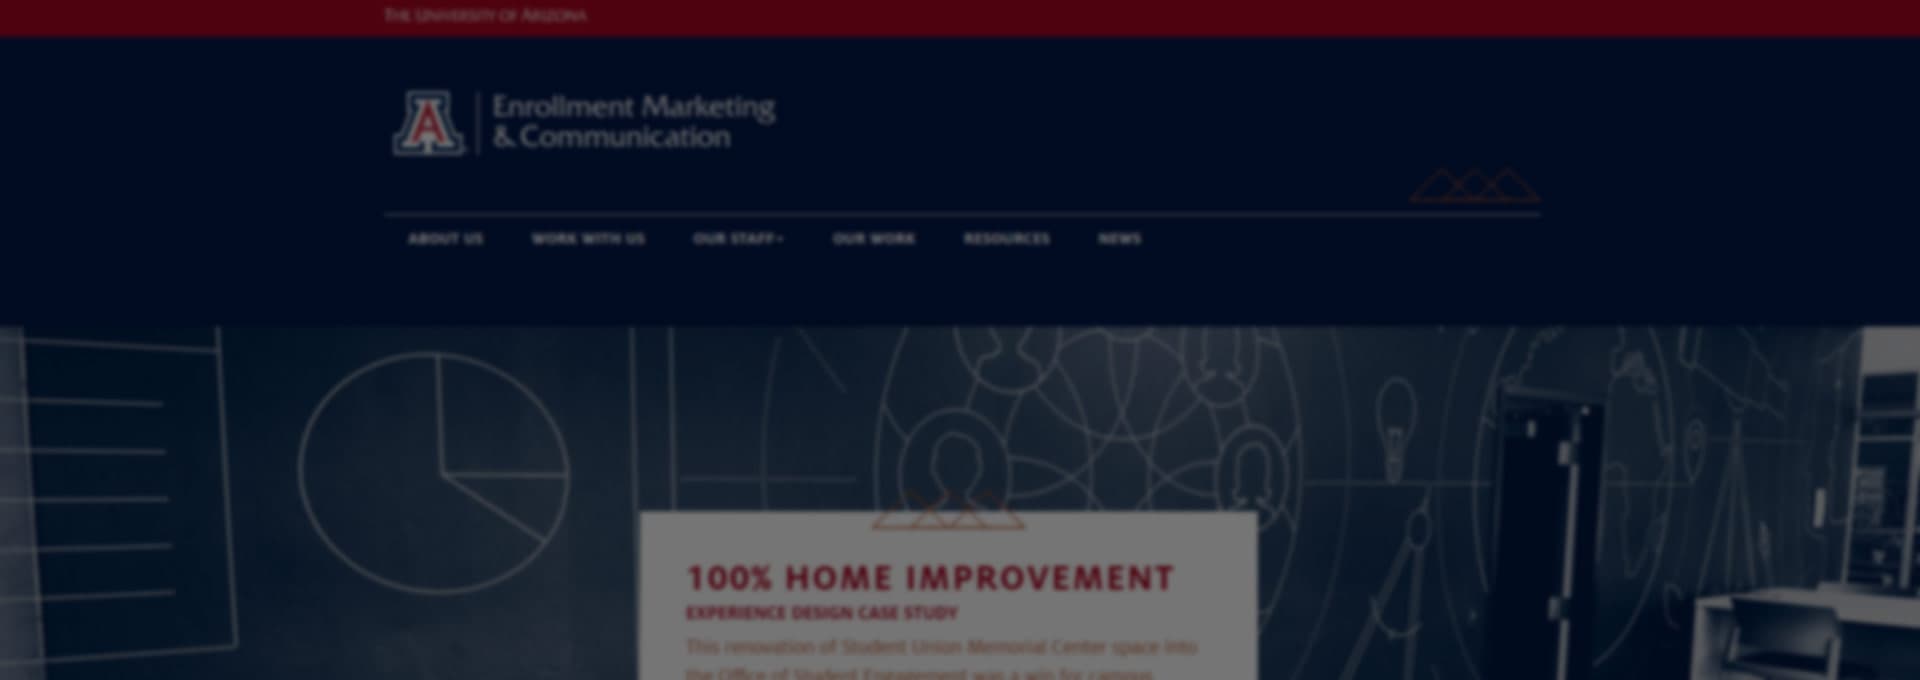 THE UNIVERSITY OF ARIZONA
A
Enrollment Marketing
& Communication
ABOUT US WORK WITH US OUR STAFF OUR WORK RESOURCES NEWS
100% HOME IMPROVEMENT
EXPERIENCE DESIGN CASE STUDY
This renovation of Student Union Memorial Center space into
the Office of Student Engagement was a win for campus